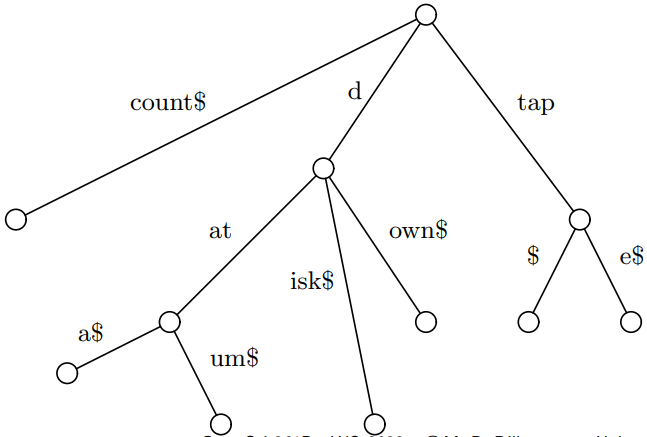 d
count$
tap
at
own$
$
e$
isk$
a$
um$